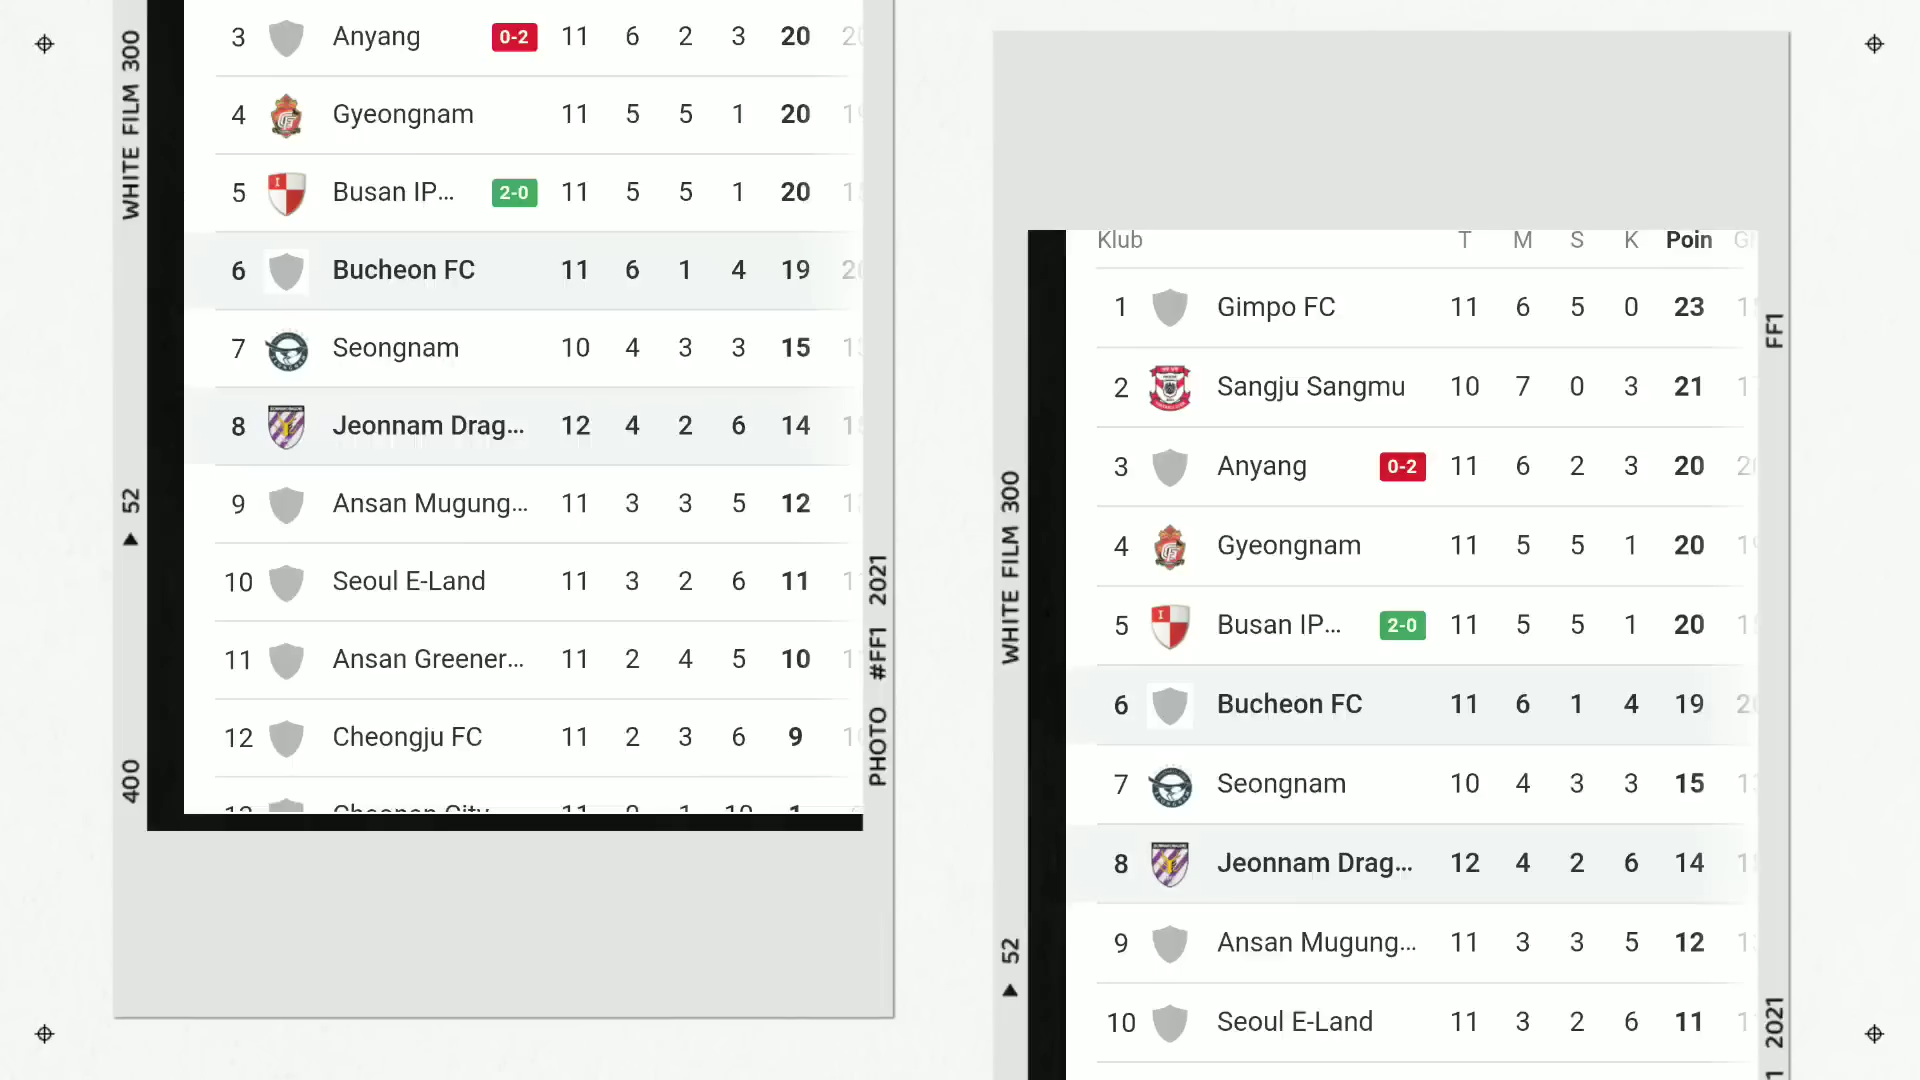 WHITE FILM 300
▲ 52
400
3 Anyang 0-2 11 6 2 3 20
4 Gyeongnam 11 5 5 1 20
5 Busan IP... 2-0 11 5 5 1 20
6 Bucheon FC 11 6 1 4 19
7 Seongnam 10 4 3 3 15
8 Jeonnam Drag... 12 4 2 6 14
9 Ansan Mugung... 11 3 3 5 12
10 Seoul E-Land 11 3 2 6 11
11 Ansan Greener... 11 2 4 5 10
12 Cheongju FC 11 2 3 6 9
PHOTO #FF1 2021
WHITE FILM 300
▲ 52
Klub T M S K Poin
1 Gimpo FC 11 6 5 0 23
2 Sangju Sangmu 10 7 0 3 21
3 Anyang 0-2 11 6 2 3 20
4 Gyeongnam 11 5 5 1 20
5 Busan IP... 2-0 11 5 5 1 20
6 Bucheon FC 11 6 1 4 19
7 Seongnam 10 4 3 3 15
8 Jeonnam Drag... 12 4 2 6 14
9 Ansan Mugung... 11 3 3 5 12
10 Seoul E-Land 11 3 2 6 11
FF1
2021